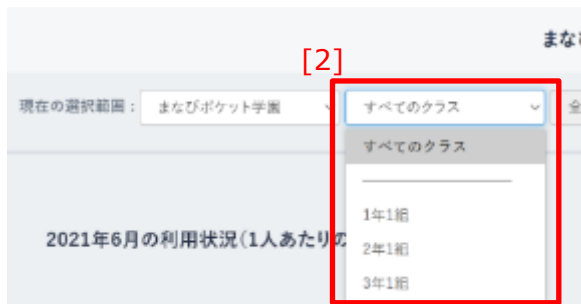 まな
[2]
現在の選択範囲： まなびポケット学園 すべてのクラス 全
すべてのクラス
1年1組
2021年6月の利用状況(1人あたりの
2年1組
3年1組